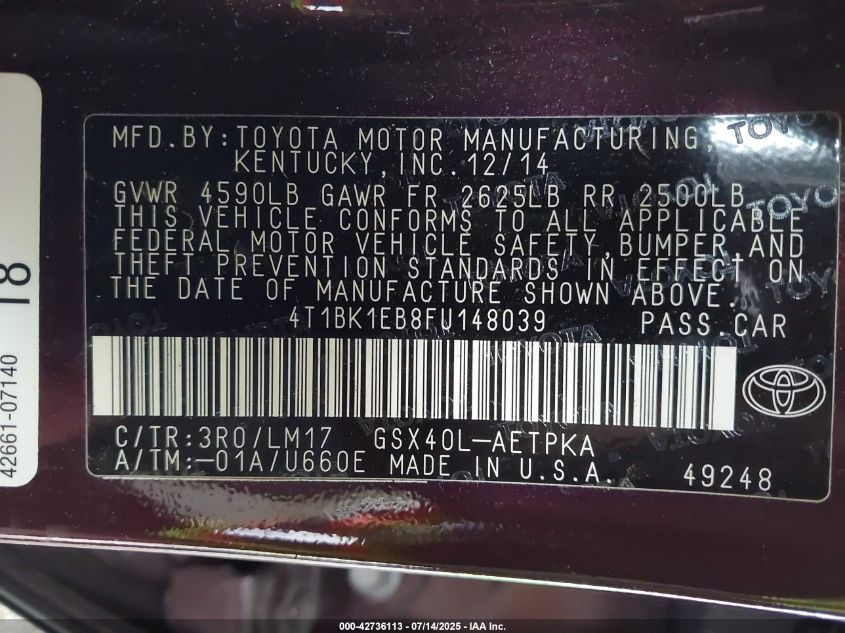 MFD.BY:TOYOTA MOTOR MANUFACTURING,
KENTUCKY,INC.12/14
GVWR 4590LB GAWR FR 2625LB RR 2500LB
THIS VEHICLE CONFORMS TO ALL APPLICABLE
FEDERAL MOTOR VEHICLE SAFETY,BUMPER,AND
THEFT PREVENTION STANDARDS IN EFFECT ON
THE DATE OF MANUFACTURE SHOWN ABOVE.
4T1BK1EB8FU148039 PASS.CAR
C/TR:3R0/LM17 GSX40L-AETPKA
A/TM:-01A/U660E MADE IN U.S.A. 49248
18
42661-07140
TOYOTA
000-42736113 - 07/14/2025 - IAA Inc.